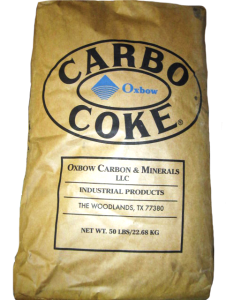 CARBO
Oxbow
COKE®
OXBOW CARBON & MINERALS
LLC
INDUSTRIAL PRODUCTS
THE WOODLANDS, TX 77380
NET WT. 50 LBS/22.68 KG